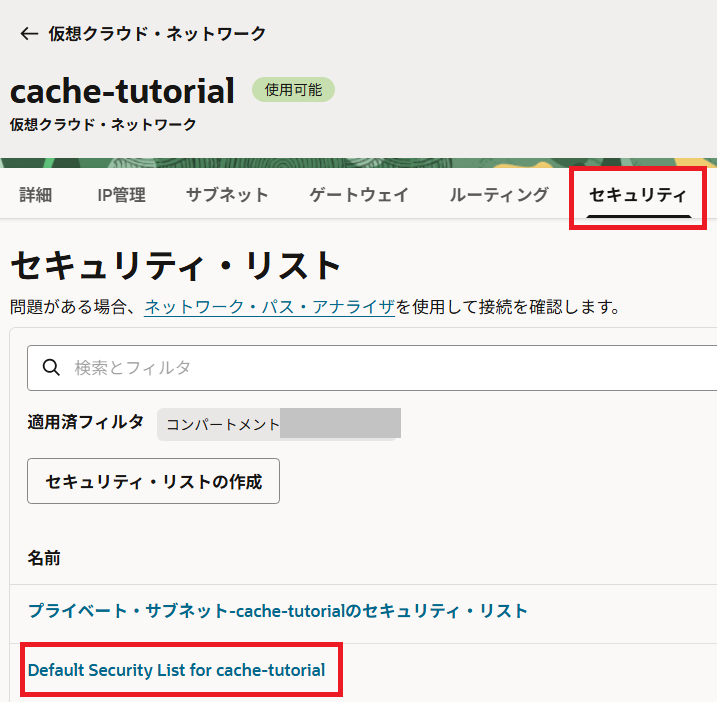 ← 仮想クラウド・ネットワーク
cache-tutorial 使用可能
仮想クラウド・ネットワーク
詳細 IP管理 サブネット ゲートウェイ ルーティング セキュリティ
セキュリティ・リスト
問題がある場合、ネットワーク・パス・アナライザを使用して接続を確認します。
検索とフィルタ
適用済フィルタ コンパートメント
セキュリティ・リストの作成
名前
プライベート・サブネット-cache-tutorialのセキュリティ・リスト
Default Security List for cache-tutorial